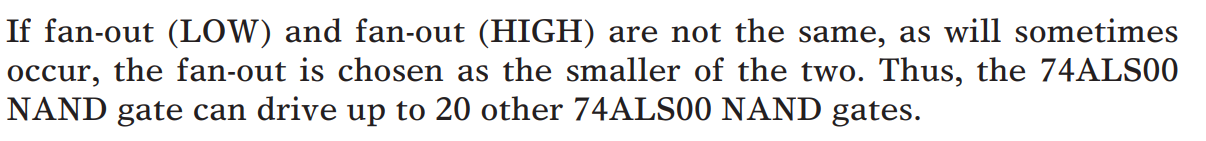 If fan-out (LOW) and fan-out (HIGH) are not the same, as will sometimes
occur, the fan-out is chosen as the smaller of the two. Thus, the 74ALS00
NAND gate can drive up to 20 other 74ALS00 NAND gates.